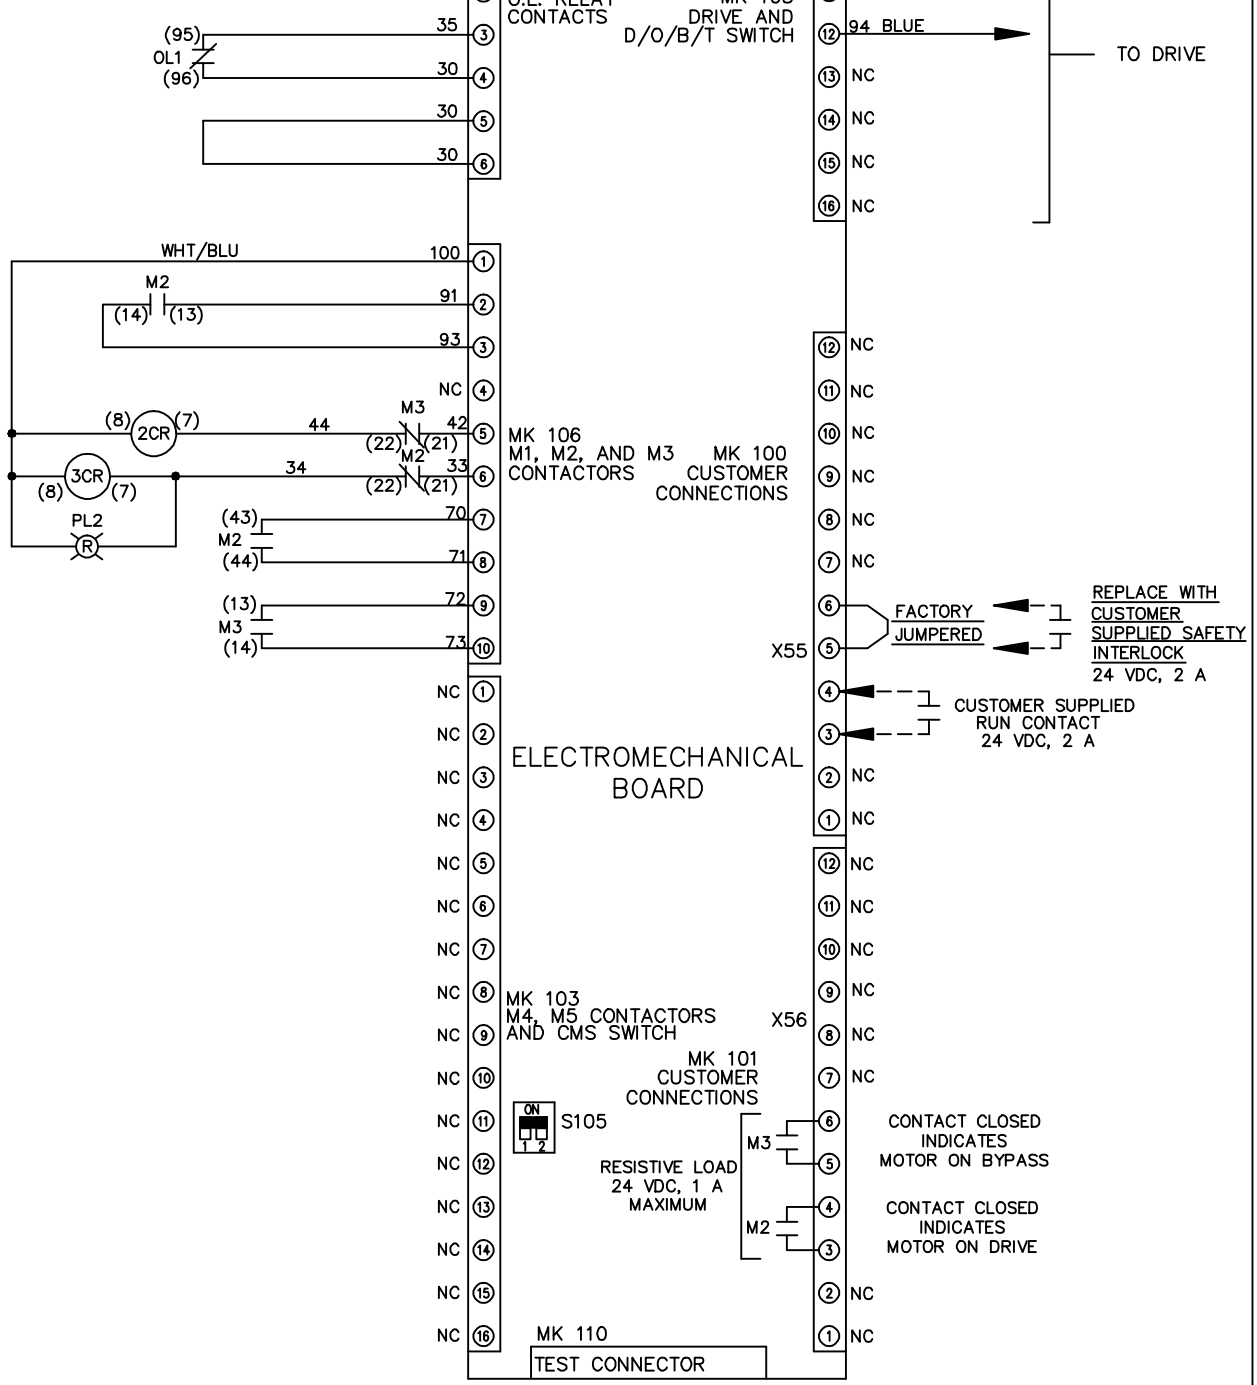 CONTACTS
DRIVE AND
D/O/B/T SWITCH
(95)
OL1
(96)
35
3
30
4
30
5
30
6
12
94 BLUE
TO DRIVE
13 NC
14 NC
15 NC
16 NC
WHT/BLU
100
1
M2
(14) (13)
91
2
93
3
NC 4
(8) 2CR (7)
44
M3
(22) (21)
42
5
(8) 3CR (7)
34
M2
(22) (21)
33
6
PL2
R
MK 106
M1, M2, AND M3
CONTACTORS
(43)
M2
(44)
70
7
71
8
(13)
M3
(14)
72
9
73
10
MK 100
CUSTOMER
CONNECTIONS
12 NC
11 NC
10 NC
9 NC
8 NC
7 NC
6
X55 5
FACTORY
JUMPERED
REPLACE WITH
CUSTOMER
SUPPLIED SAFETY
INTERLOCK
24 VDC, 2 A
4
3
CUSTOMER SUPPLIED
RUN CONTACT
24 VDC, 2 A
2 NC
1 NC
ELECTROMECHANICAL
BOARD
NC 1
NC 2
NC 3
NC 4
NC 5
NC 6
NC 7
NC 8
NC 9
NC 10
NC 11
NC 12
NC 13
NC 14
NC 15
NC 16
MK 103
M4, M5 CONTACTORS
AND CMS SWITCH
ON
1 2
S105
12 NC
11 NC
10 NC
9 NC
X56
8 NC
7 NC
MK 101
CUSTOMER
CONNECTIONS
RESISTIVE LOAD
24 VDC, 1 A
MAXIMUM
M3
6
5
CONTACT CLOSED
INDICATES
MOTOR ON BYPASS
M2
4
3
CONTACT CLOSED
INDICATES
MOTOR ON DRIVE
2 NC
1 NC
MK 110
TEST CONNECTOR